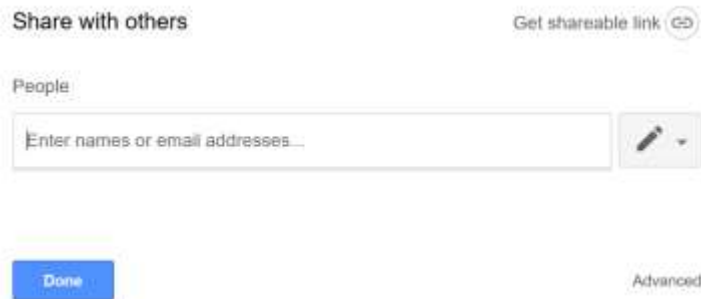 Share with others
Get shareable link
People
Enter names or email addresses...
Done
Advanced